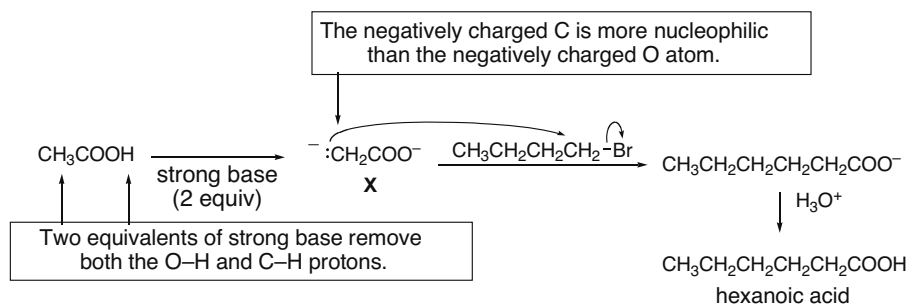 The negatively charged C is more nucleophilic
than the negatively charged O atom.
CH₃COOH
strong base
(2 equiv)
⁻:CH₂COO⁻
X
CH₃CH₂CH₂CH₂–Br
CH₃CH₂CH₂CH₂CH₂COO⁻
H₃O⁺
Two equivalents of strong base remove
both the O–H and C–H protons.
CH₃CH₂CH₂CH₂CH₂COOH
hexanoic acid